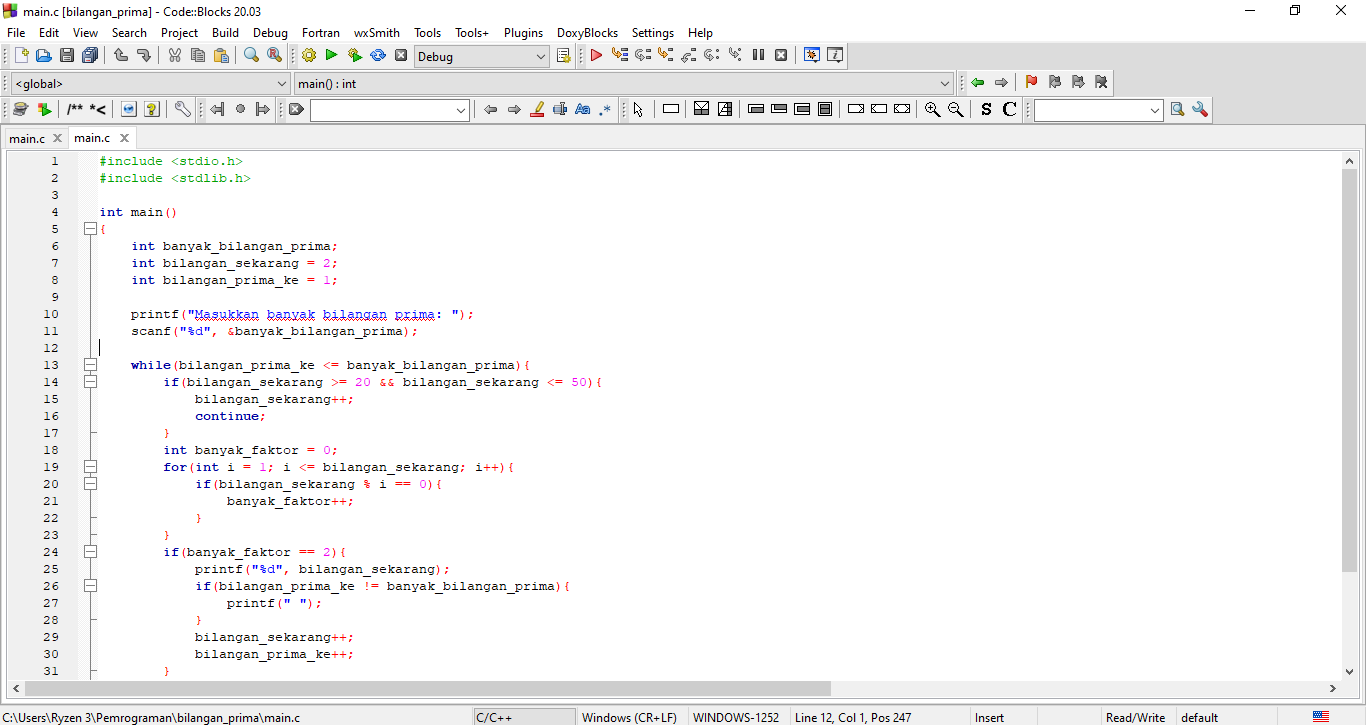 main.c [bilangan_prima] - Code::Blocks 20.03
File Edit View Search Project Build Debug Fortran wxSmith Tools Tools+ Plugins DoxyBlocks Settings Help
Debug
<global> main() : int
/** *< Aa .* S C
main.c main.c
1 #include <stdio.h>
2 #include <stdlib.h>
3
4 int main()
5 {
6 int banyak_bilangan_prima;
7 int bilangan_sekarang = 2;
8 int bilangan_prima_ke = 1;
9
10 printf("Masukkan banyak bilangan prima: ");
11 scanf("%d", &banyak_bilangan_prima);
12
13 while(bilangan_prima_ke <= banyak_bilangan_prima){
14 if(bilangan_sekarang >= 20 && bilangan_sekarang <= 50){
15 bilangan_sekarang++;
16 continue;
17 }
18 int banyak_faktor = 0;
19 for(int i = 1; i <= bilangan_sekarang; i++){
20 if(bilangan_sekarang % i == 0){
21 banyak_faktor++;
22 }
23 }
24 if(banyak_faktor == 2){
25 printf("%d", bilangan_sekarang);
26 if(bilangan_prima_ke != banyak_bilangan_prima){
27 printf(" ");
28 }
29 bilangan_sekarang++;
30 bilangan_prima_ke++;
31 }
C:\Users\Ryzen 3\Pemrograman\bilangan_prima\main.c C/C++ Windows (CR+LF) WINDOWS-1252 Line 12, Col 1, Pos 247 Insert Read/Write default